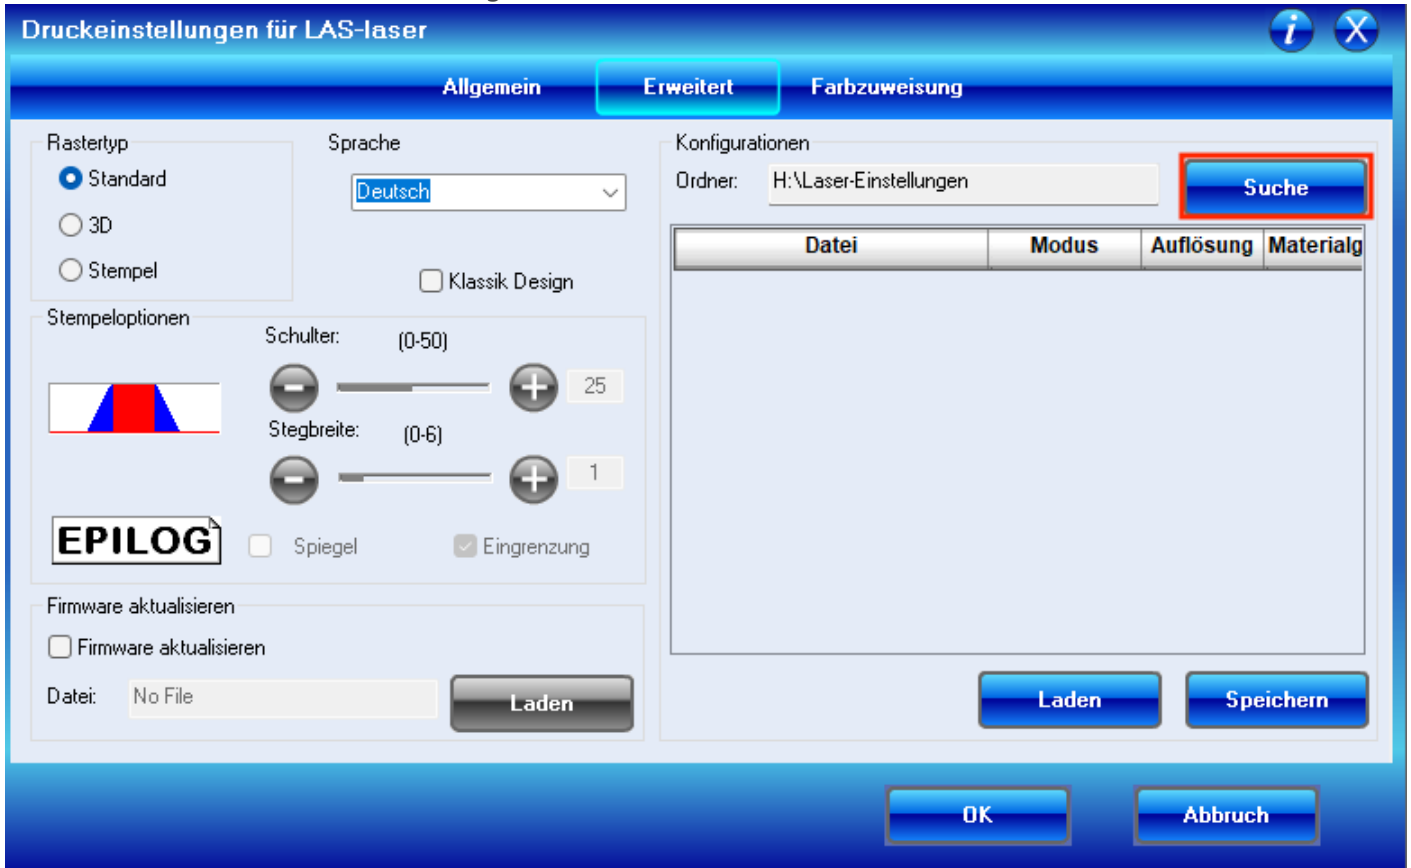 Druckeinstellungen für LAS-laser
i X
Allgemein Erweitert Farbzuweisung
Rastertyp
Standard
3D
Stempel
Sprache
Deutsch
Klassik Design
Stempeloptionen
Schulter: (0-50)
25
Stegbreite: (0-6)
1
EPILOG
Spiegel Eingrenzung
Firmware aktualisieren
Firmware aktualisieren
Datei: No File Laden
Konfigurationen
Ordner: H:\Laser-Einstellungen Suche
Datei Modus Auflösung Materialg
Laden Speichern
OK Abbruch